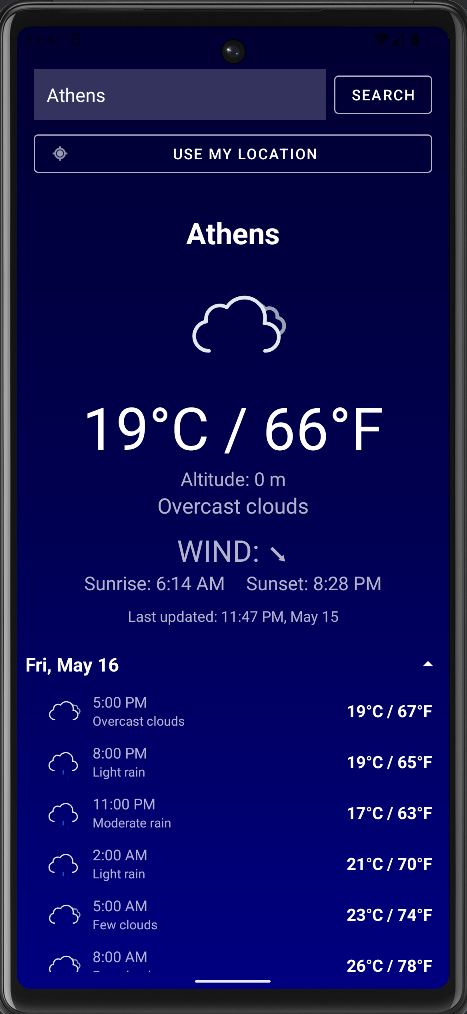 Athens
SEARCH
USE MY LOCATION
Athens
19°C / 66°F
Altitude: 0 m
Overcast clouds
WIND:
Sunrise: 6:14 AM Sunset: 8:28 PM
Last updated: 11:47 PM, May 15
Fri, May 16
5:00 PM
Overcast clouds
19°C / 67°F
8:00 PM
Light rain
19°C / 65°F
11:00 PM
Moderate rain
17°C / 63°F
2:00 AM
Light rain
21°C / 70°F
5:00 AM
Few clouds
23°C / 74°F
8:00 AM
26°C / 78°F